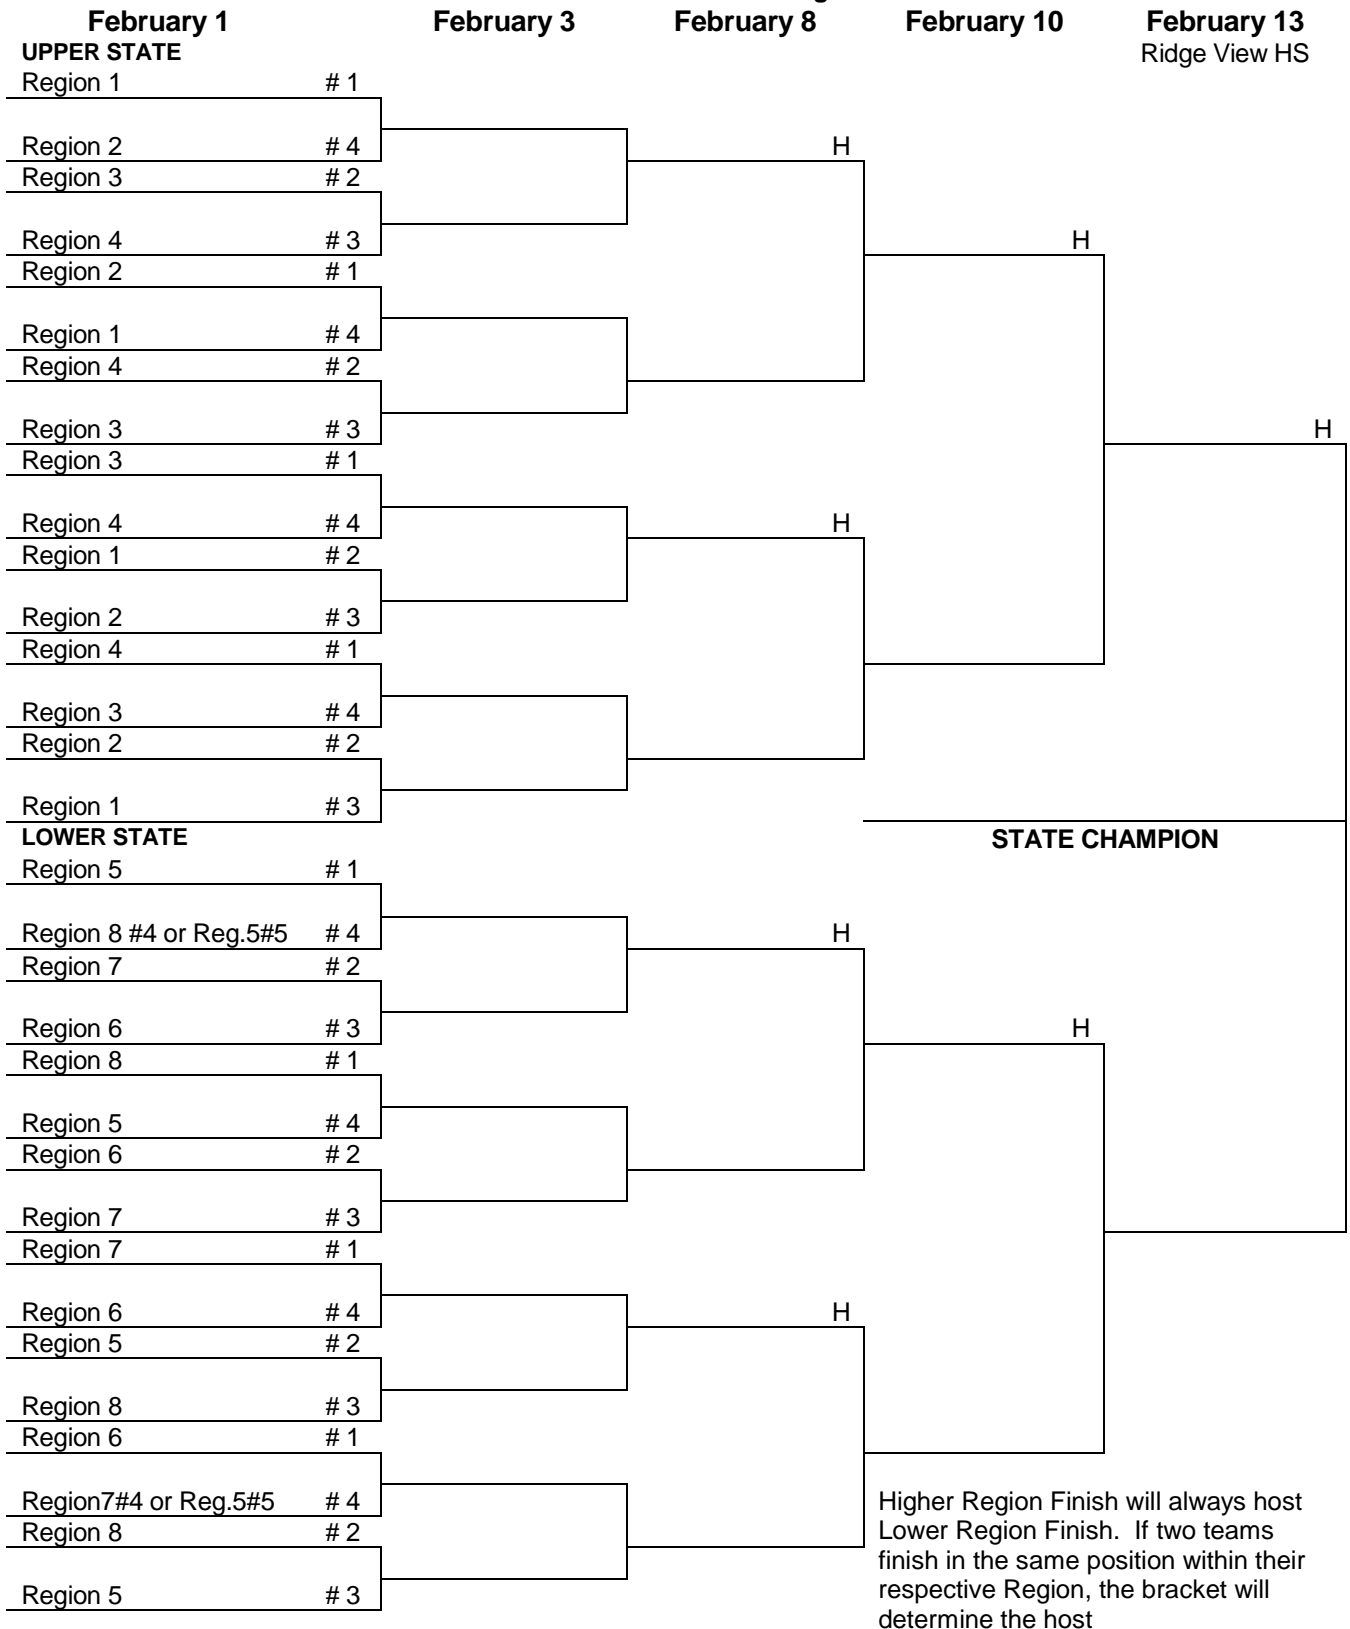 February 1 February 3 February 8 February 10 February 13
UPPER STATE Ridge View HS
Region 1 # 1
Region 2 # 4 H
Region 3 # 2
Region 4 # 3 H
Region 2 # 1
Region 1 # 4
Region 4 # 2
Region 3 # 3 H
Region 3 # 1
Region 4 # 4 H
Region 1 # 2
Region 2 # 3
Region 4 # 1
Region 3 # 4
Region 2 # 2
Region 1 # 3
LOWER STATE STATE CHAMPION
Region 5 # 1
Region 8 #4 or Reg.5#5 # 4 H
Region 7 # 2
Region 6 # 3 H
Region 8 # 1
Region 5 # 4
Region 6 # 2
Region 7 # 3
Region 7 # 1
Region 6 # 4 H
Region 5 # 2
Region 8 # 3
Region 6 # 1
Region7#4 or Reg.5#5 # 4
Region 8 # 2
Region 5 # 3
Higher Region Finish will always host
Lower Region Finish. If two teams
finish in the same position within their
respective Region, the bracket will
determine the host